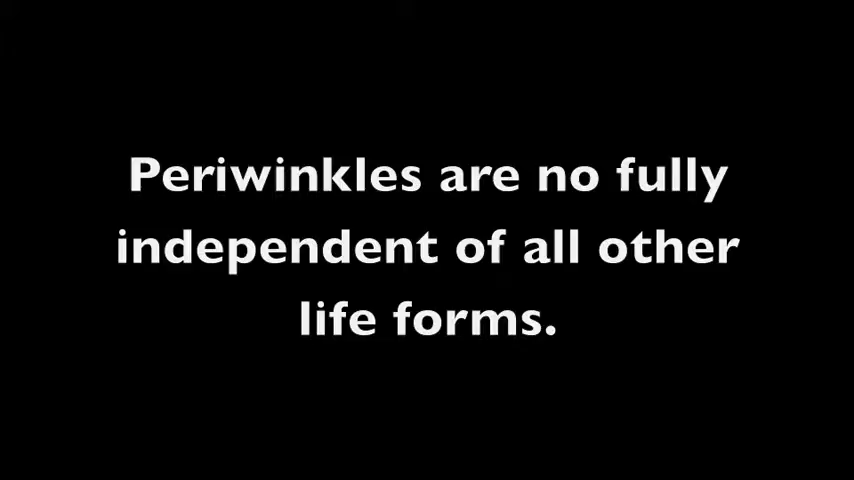 Periwinkles are no fully
independent of all other
life forms.